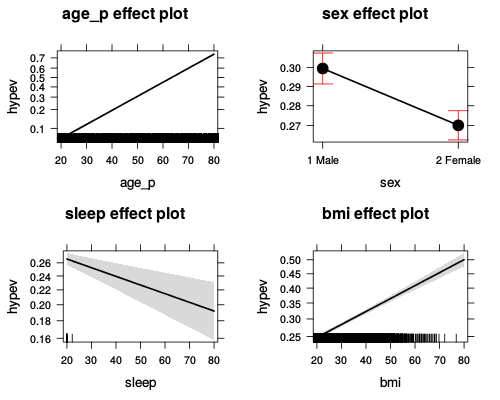 age_p effect plot
hypev
0.7
0.6
0.5
0.4
0.3
0.2
0.1
20 30 40 50 60 70 80
age_p
sex effect plot
hypev
0.30
0.29
0.28
0.27
1 Male 2 Female
sex
sleep effect plot
hypev
0.26
0.24
0.22
0.20
0.18
0.16
20 30 40 50 60 70 80
sleep
bmi effect plot
hypev
0.50
0.45
0.40
0.35
0.30
0.25
20 30 40 50 60 70 80
bmi